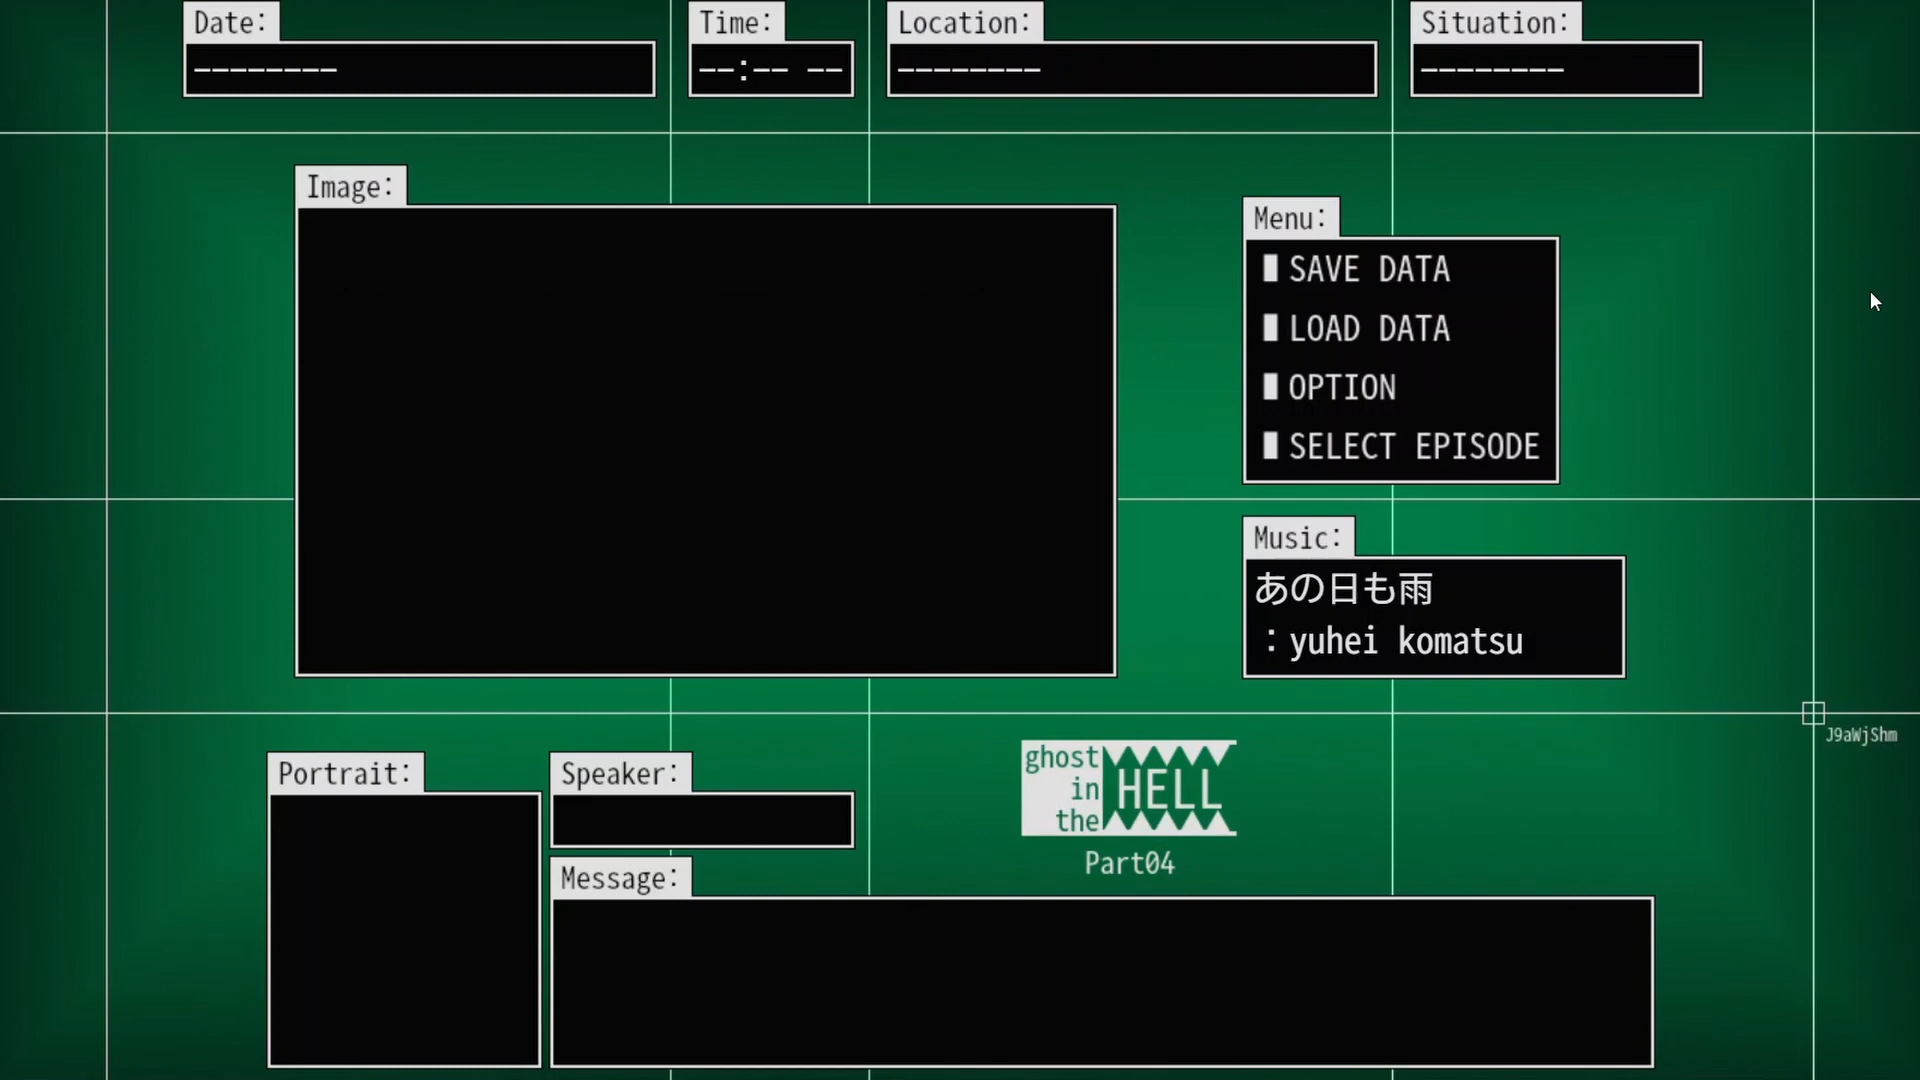 Date:
--------
Time:
--:-- --
Location:
--------
Situation:
--------
Image:
Menu:
SAVE DATA
LOAD DATA
OPTION
SELECT EPISODE
Music:
あの日も雨
：yuhei komatsu
J9aWjShm
Portrait:
Speaker:
ghost
in
the
HELL
Part04
Message: